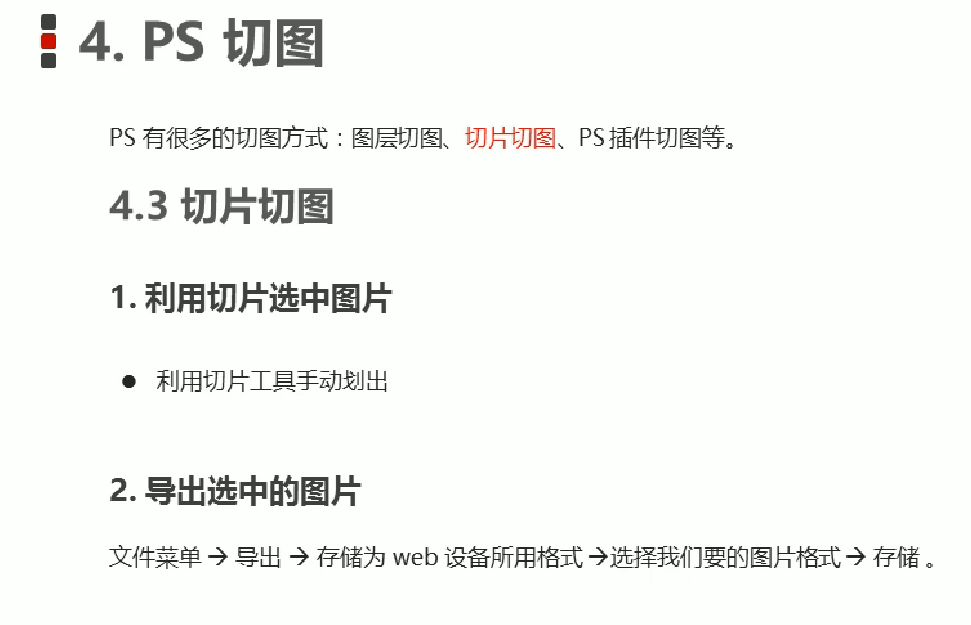 4. PS 切图
PS 有很多的切图方式：图层切图、切片切图、PS 插件切图等。
4.3 切片切图
1. 利用切片选中图片
● 利用切片工具手动划出
2. 导出选中的图片
文件菜单 → 导出 → 存储为 web 设备所用格式 →选择我们要的图片格式 → 存储 。